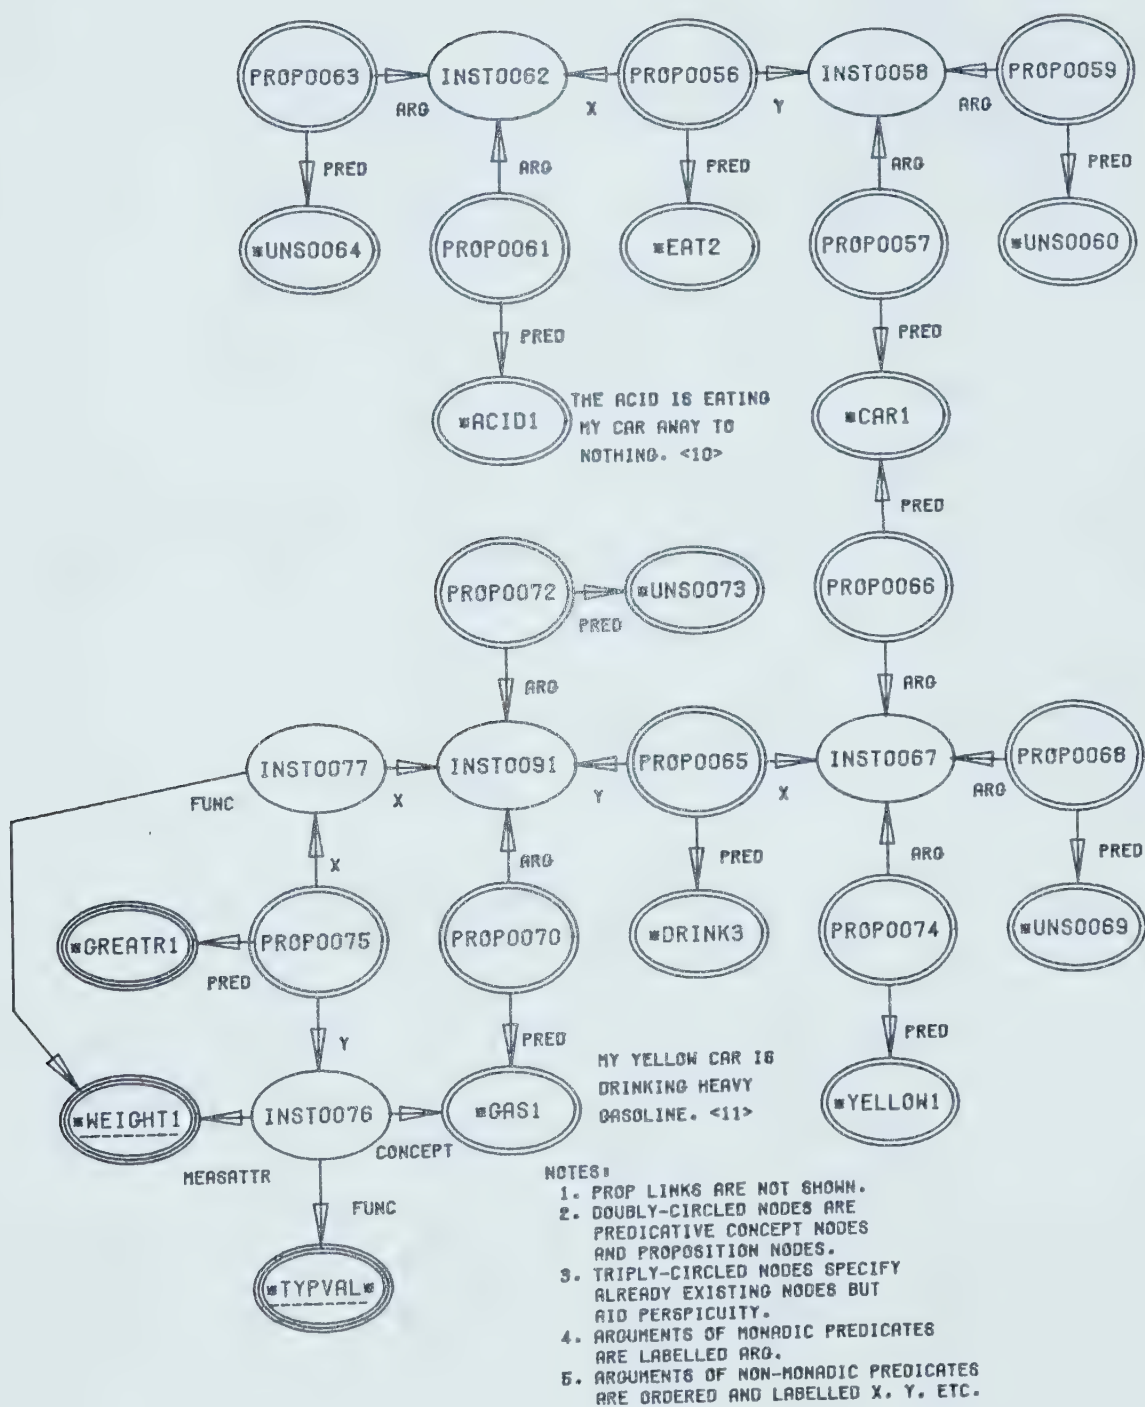 PROP0063 INST0062 PROP0056 INST0058 PROP0059
ARG X Y ARG
PRED ARG PRED ARG PRED
*UNS0064 PROP0061 *EAT2 PROP0057 *UNS0060
PRED PRED
*ACID1 *CAR1
THE ACID IS EATING
MY CAR AWAY TO
NOTHING. <10>
PRED
PROP0072 *UNS0073 PROP0066
PRED
ARG ARG
INST0077 INST0091 PROP0065 INST0067 PROP0068
FUNC X Y X ARG
X ARG PRED ARG PRED
*GREATR1 PROP0075 PROP0070 *DRINK3 PROP0074 *UNS0069
PRED
Y PRED PRED
MY YELLOW CAR IS
DRINKING HEAVY
GASOLINE. <11>
*WEIGHT1 INST0076 *GAS1 *YELLOW1
MEASATTR CONCEPT
FUNC
*TYPVAL*
NOTES:
1. PROP LINKS ARE NOT SHOWN.
2. DOUBLY-CIRCLED NODES ARE
PREDICATIVE CONCEPT NODES
AND PROPOSITION NODES.
3. TRIPLY-CIRCLED NODES SPECIFY
ALREADY EXISTING NODES BUT
AID PERSPICUITY.
4. ARGUMENTS OF MONADIC PREDICATES
ARE LABELLED ARG.
5. ARGUMENTS OF NON-MONADIC PREDICATES
ARE ORDERED AND LABELLED X. Y. ETC.